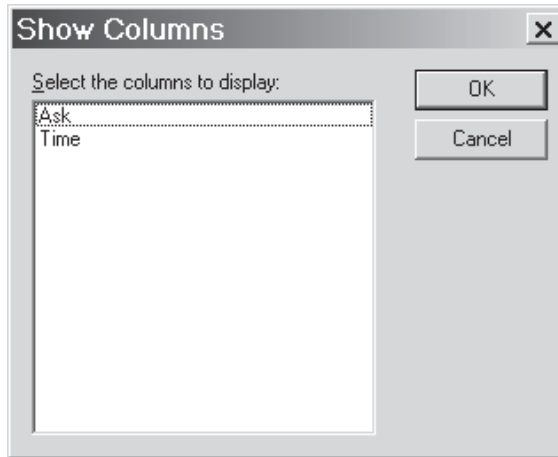 Show Columns
Select the columns to display:
Ask
Time
OK
Cancel